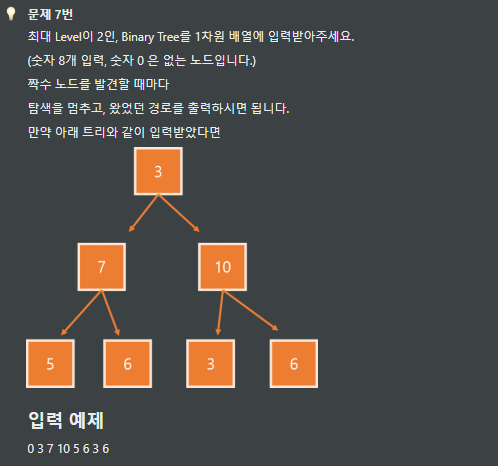 문제 7번
최대 Level이 2인, Binary Tree를 1차원 배열에 입력받아주세요.
(숫자 8개 입력, 숫자 0 은 없는 노드입니다.)
짝수 노드를 발견할 때마다
탐색을 멈추고, 왔었던 경로를 출력하시면 됩니다.
만약 아래 트리와 같이 입력받았다면
3
7 10
5 6 3 6
입력 예제
0 3 7 10 5 6 3 6